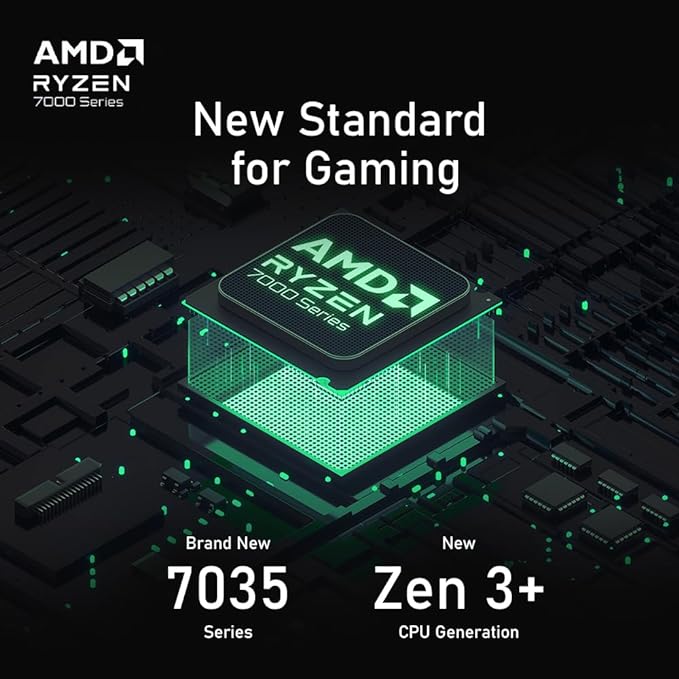 AMD
RYZEN
7000 Series
New Standard
for Gaming
AMD
RYZEN
7000 Series
Brand New
7035
Series
New
Zen 3+
CPU Generation